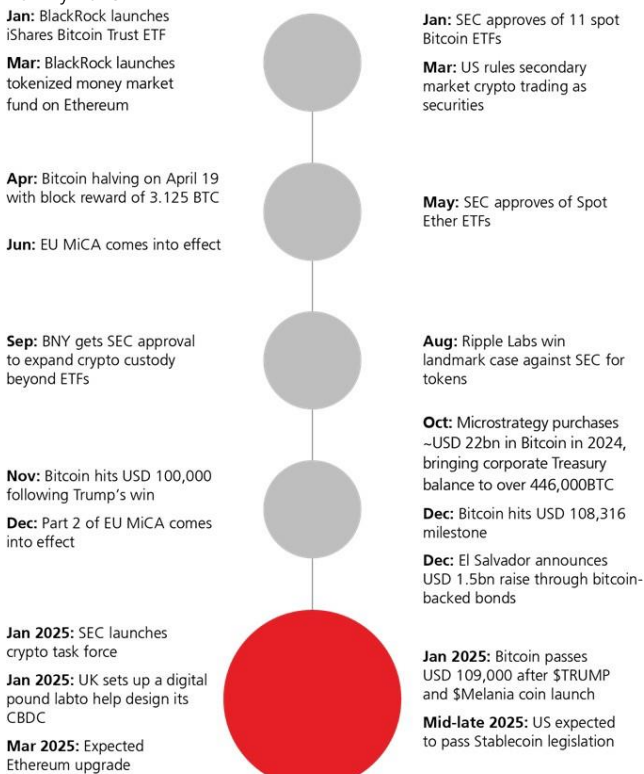 Jan: BlackRock launches
iShares Bitcoin Trust ETF
Mar: BlackRock launches
tokenized money market
fund on Ethereum
Jan: SEC approves of 11 spot
Bitcoin ETFs
Mar: US rules secondary
market crypto trading as
securities
Apr: Bitcoin halving on April 19
with block reward of 3.125 BTC
Jun: EU MiCA comes into effect
May: SEC approves of Spot
Ether ETFs
Sep: BNY gets SEC approval
to expand crypto custody
beyond ETFs
Aug: Ripple Labs win
landmark case against SEC for
tokens
Nov: Bitcoin hits USD 100,000
following Trump’s win
Dec: Part 2 of EU MiCA comes
into effect
Oct: Microstrategy purchases
~USD 22bn in Bitcoin in 2024,
bringing corporate Treasury
balance to over 446,000BTC
Dec: Bitcoin hits USD 108,316
milestone
Dec: El Salvador announces
USD 1.5bn raise through bitcoin-
backed bonds
Jan 2025: SEC launches
crypto task force
Jan 2025: UK sets up a digital
pound labto help design its
CBDC
Mar 2025: Expected
Ethereum upgrade
Jan 2025: Bitcoin passes
USD 109,000 after $TRUMP
and $Melania coin launch
Mid-late 2025: US expected
to pass Stablecoin legislation